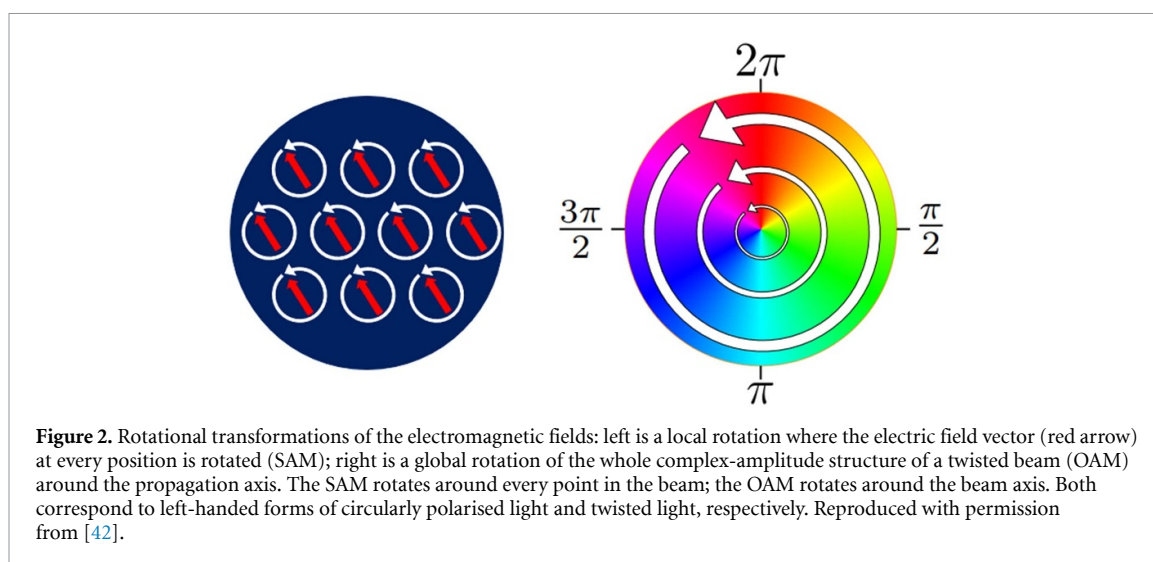 2π
3π/2
π/2
π
Figure 2. Rotational transformations of the electromagnetic fields: left is a local rotation where the electric field vector (red arrow)
at every position is rotated (SAM); right is a global rotation of the whole complex-amplitude structure of a twisted beam (OAM)
around the propagation axis. The SAM rotates around every point in the beam; the OAM rotates around the beam axis. Both
correspond to left-handed forms of circularly polarised light and twisted light, respectively. Reproduced with permission
from [42].